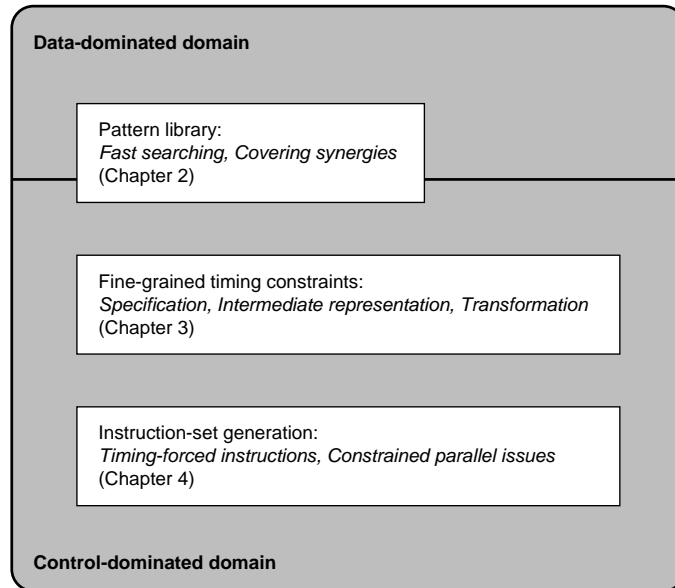 Data-dominated domain
Pattern library:
Fast searching, Covering synergies
(Chapter 2)
Fine-grained timing constraints:
Specification, Intermediate representation, Transformation
(Chapter 3)
Instruction-set generation:
Timing-forced instructions, Constrained parallel issues
(Chapter 4)
Control-dominated domain